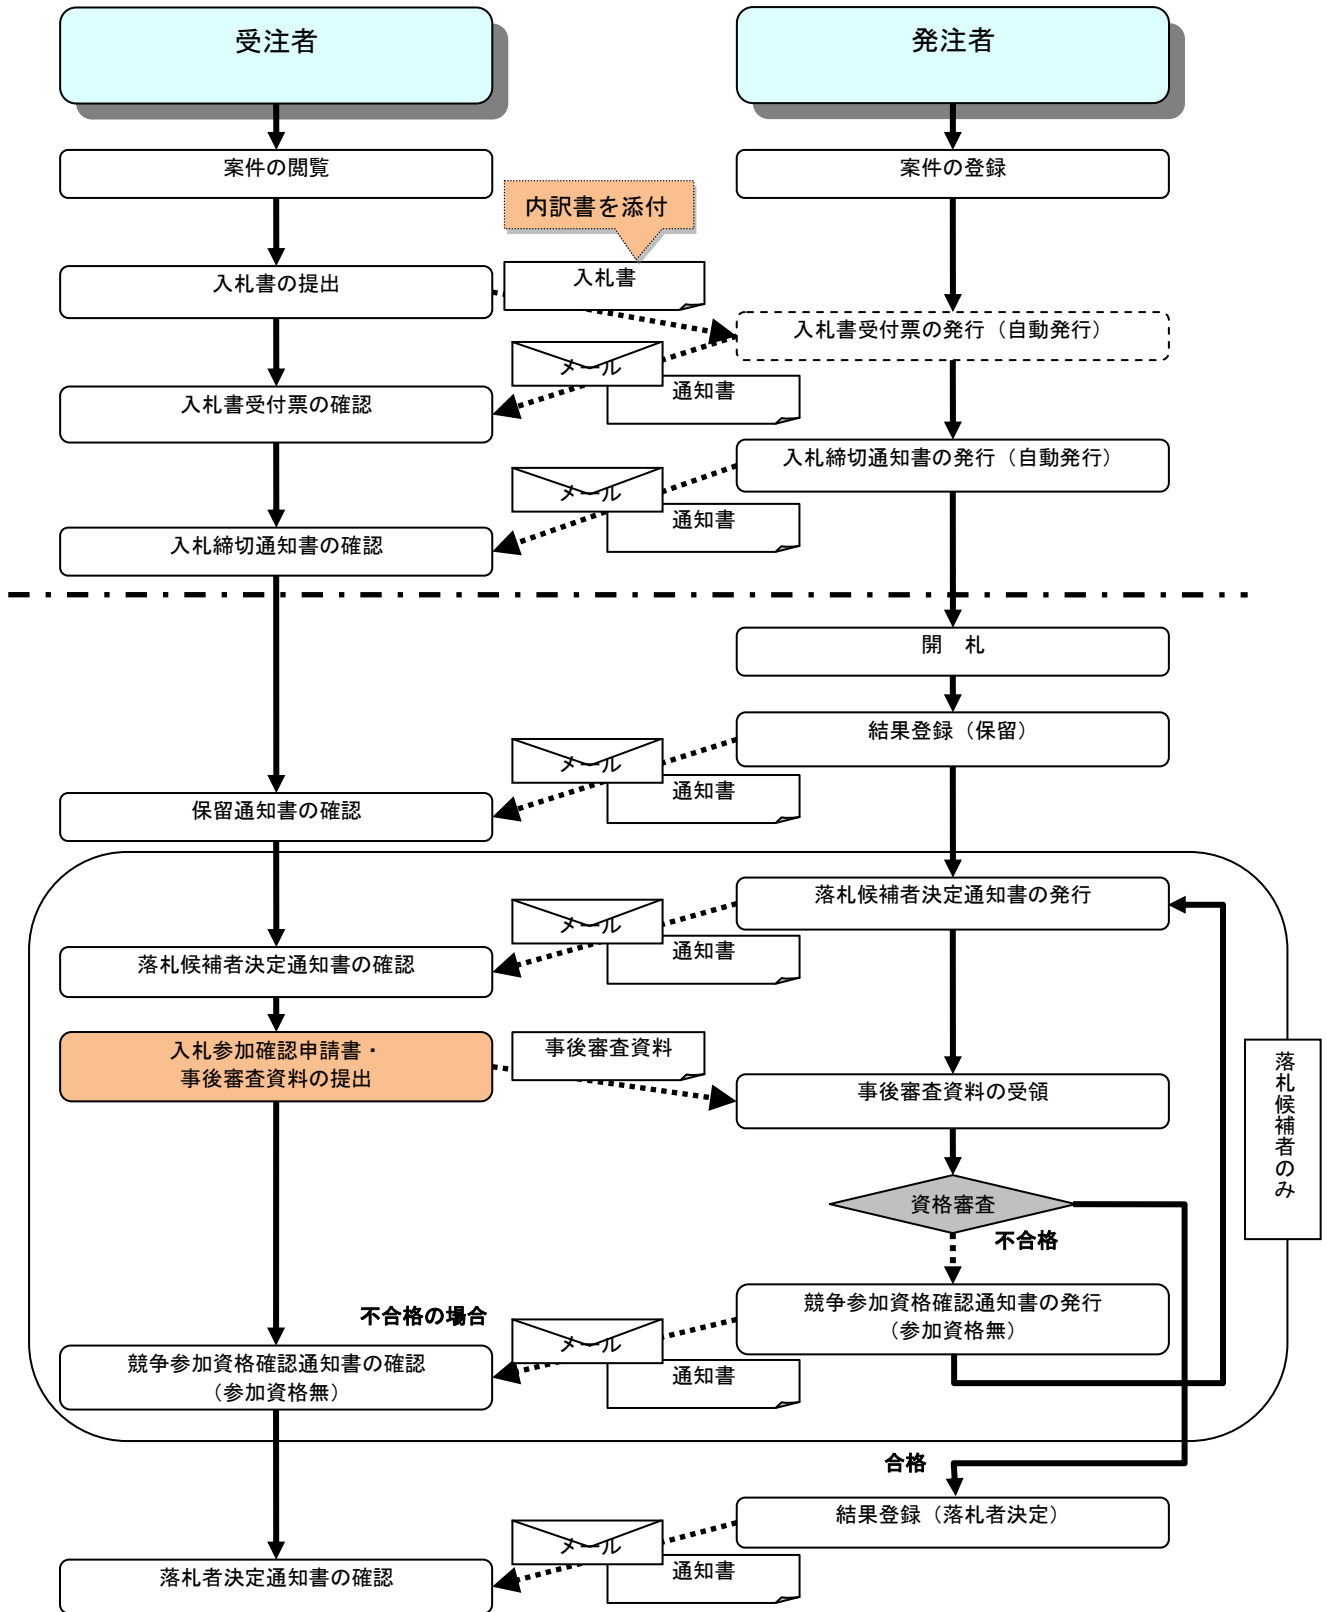 受注者
発注者
案件の閲覧
案件の登録
内訳書を添付
入札書の提出
入札書
入札書受付票の発行（自動発行）
メール
通知書
入札書受付票の確認
入札締切通知書の発行（自動発行）
メール
通知書
入札締切通知書の確認
開　札
結果登録（保留）
メール
通知書
保留通知書の確認
落札候補者決定通知書の発行
メール
通知書
落札候補者決定通知書の確認
入札参加確認申請書・
事後審査資料の提出
事後審査資料
事後審査資料の受領
落札候補者のみ
資格審査
不合格
競争参加資格確認通知書の発行
（参加資格無）
不合格の場合
メール
通知書
競争参加資格確認通知書の確認
（参加資格無）
合格
結果登録（落札者決定）
メール
通知書
落札者決定通知書の確認